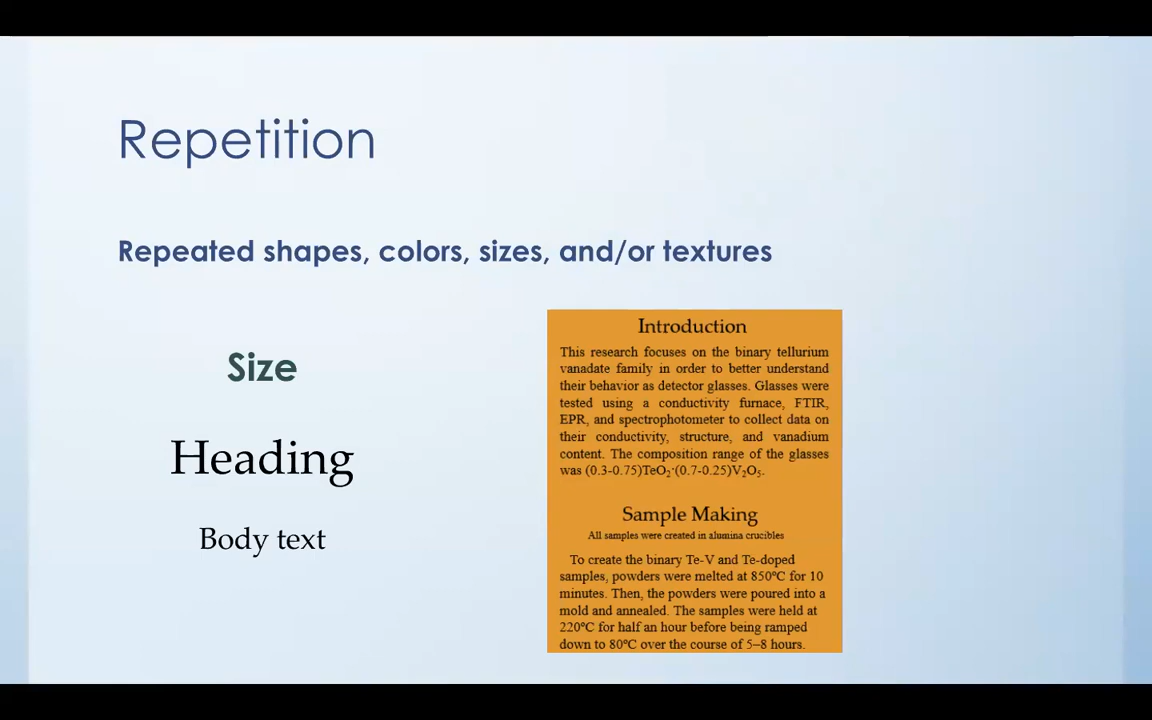 Repetition
Repeated shapes, colors, sizes, and/or textures
Size
Heading
Body text
Introduction
This research focuses on the binary tellurium
vanadate family in order to better understand
their behavior as detector glasses. Glasses were
tested using a conductivity furnace, FTIR,
EPR, and spectrophotometer to collect data on
their conductivity, structure, and vanadium
content. The composition range of the glasses
was (0.3-0.75)TeO₂·(0.7-0.25)V₂O₅.
Sample Making
All samples were created in alumina crucibles
To create the binary Te-V and Te-doped
samples, powders were melted at 850ºC for 10
minutes. Then, the powders were poured into a
mold and annealed. The samples were held at
220ºC for half an hour before being ramped
down to 80ºC over the course of 5–8 hours.